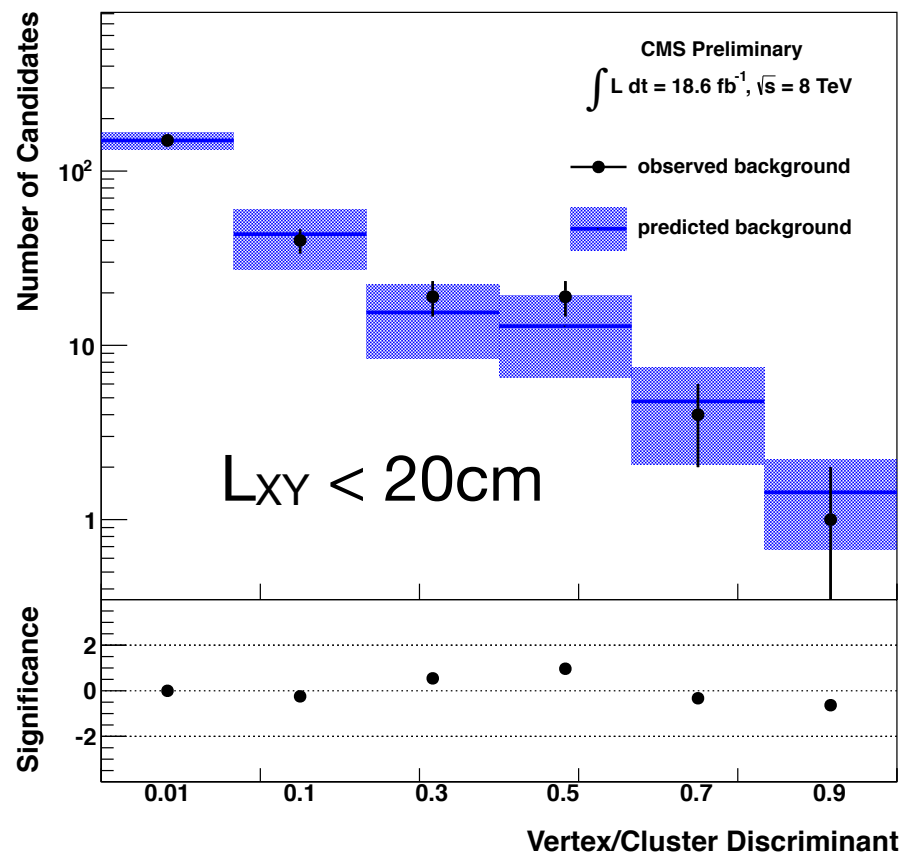 Number of Candidates
CMS Preliminary
∫ L dt = 18.6 fb⁻¹, √s = 8 TeV
observed background
predicted background
10²
10
1
L_XY < 20cm
Significance
2
0
-2
0.01 0.1 0.3 0.5 0.7 0.9
Vertex/Cluster Discriminant